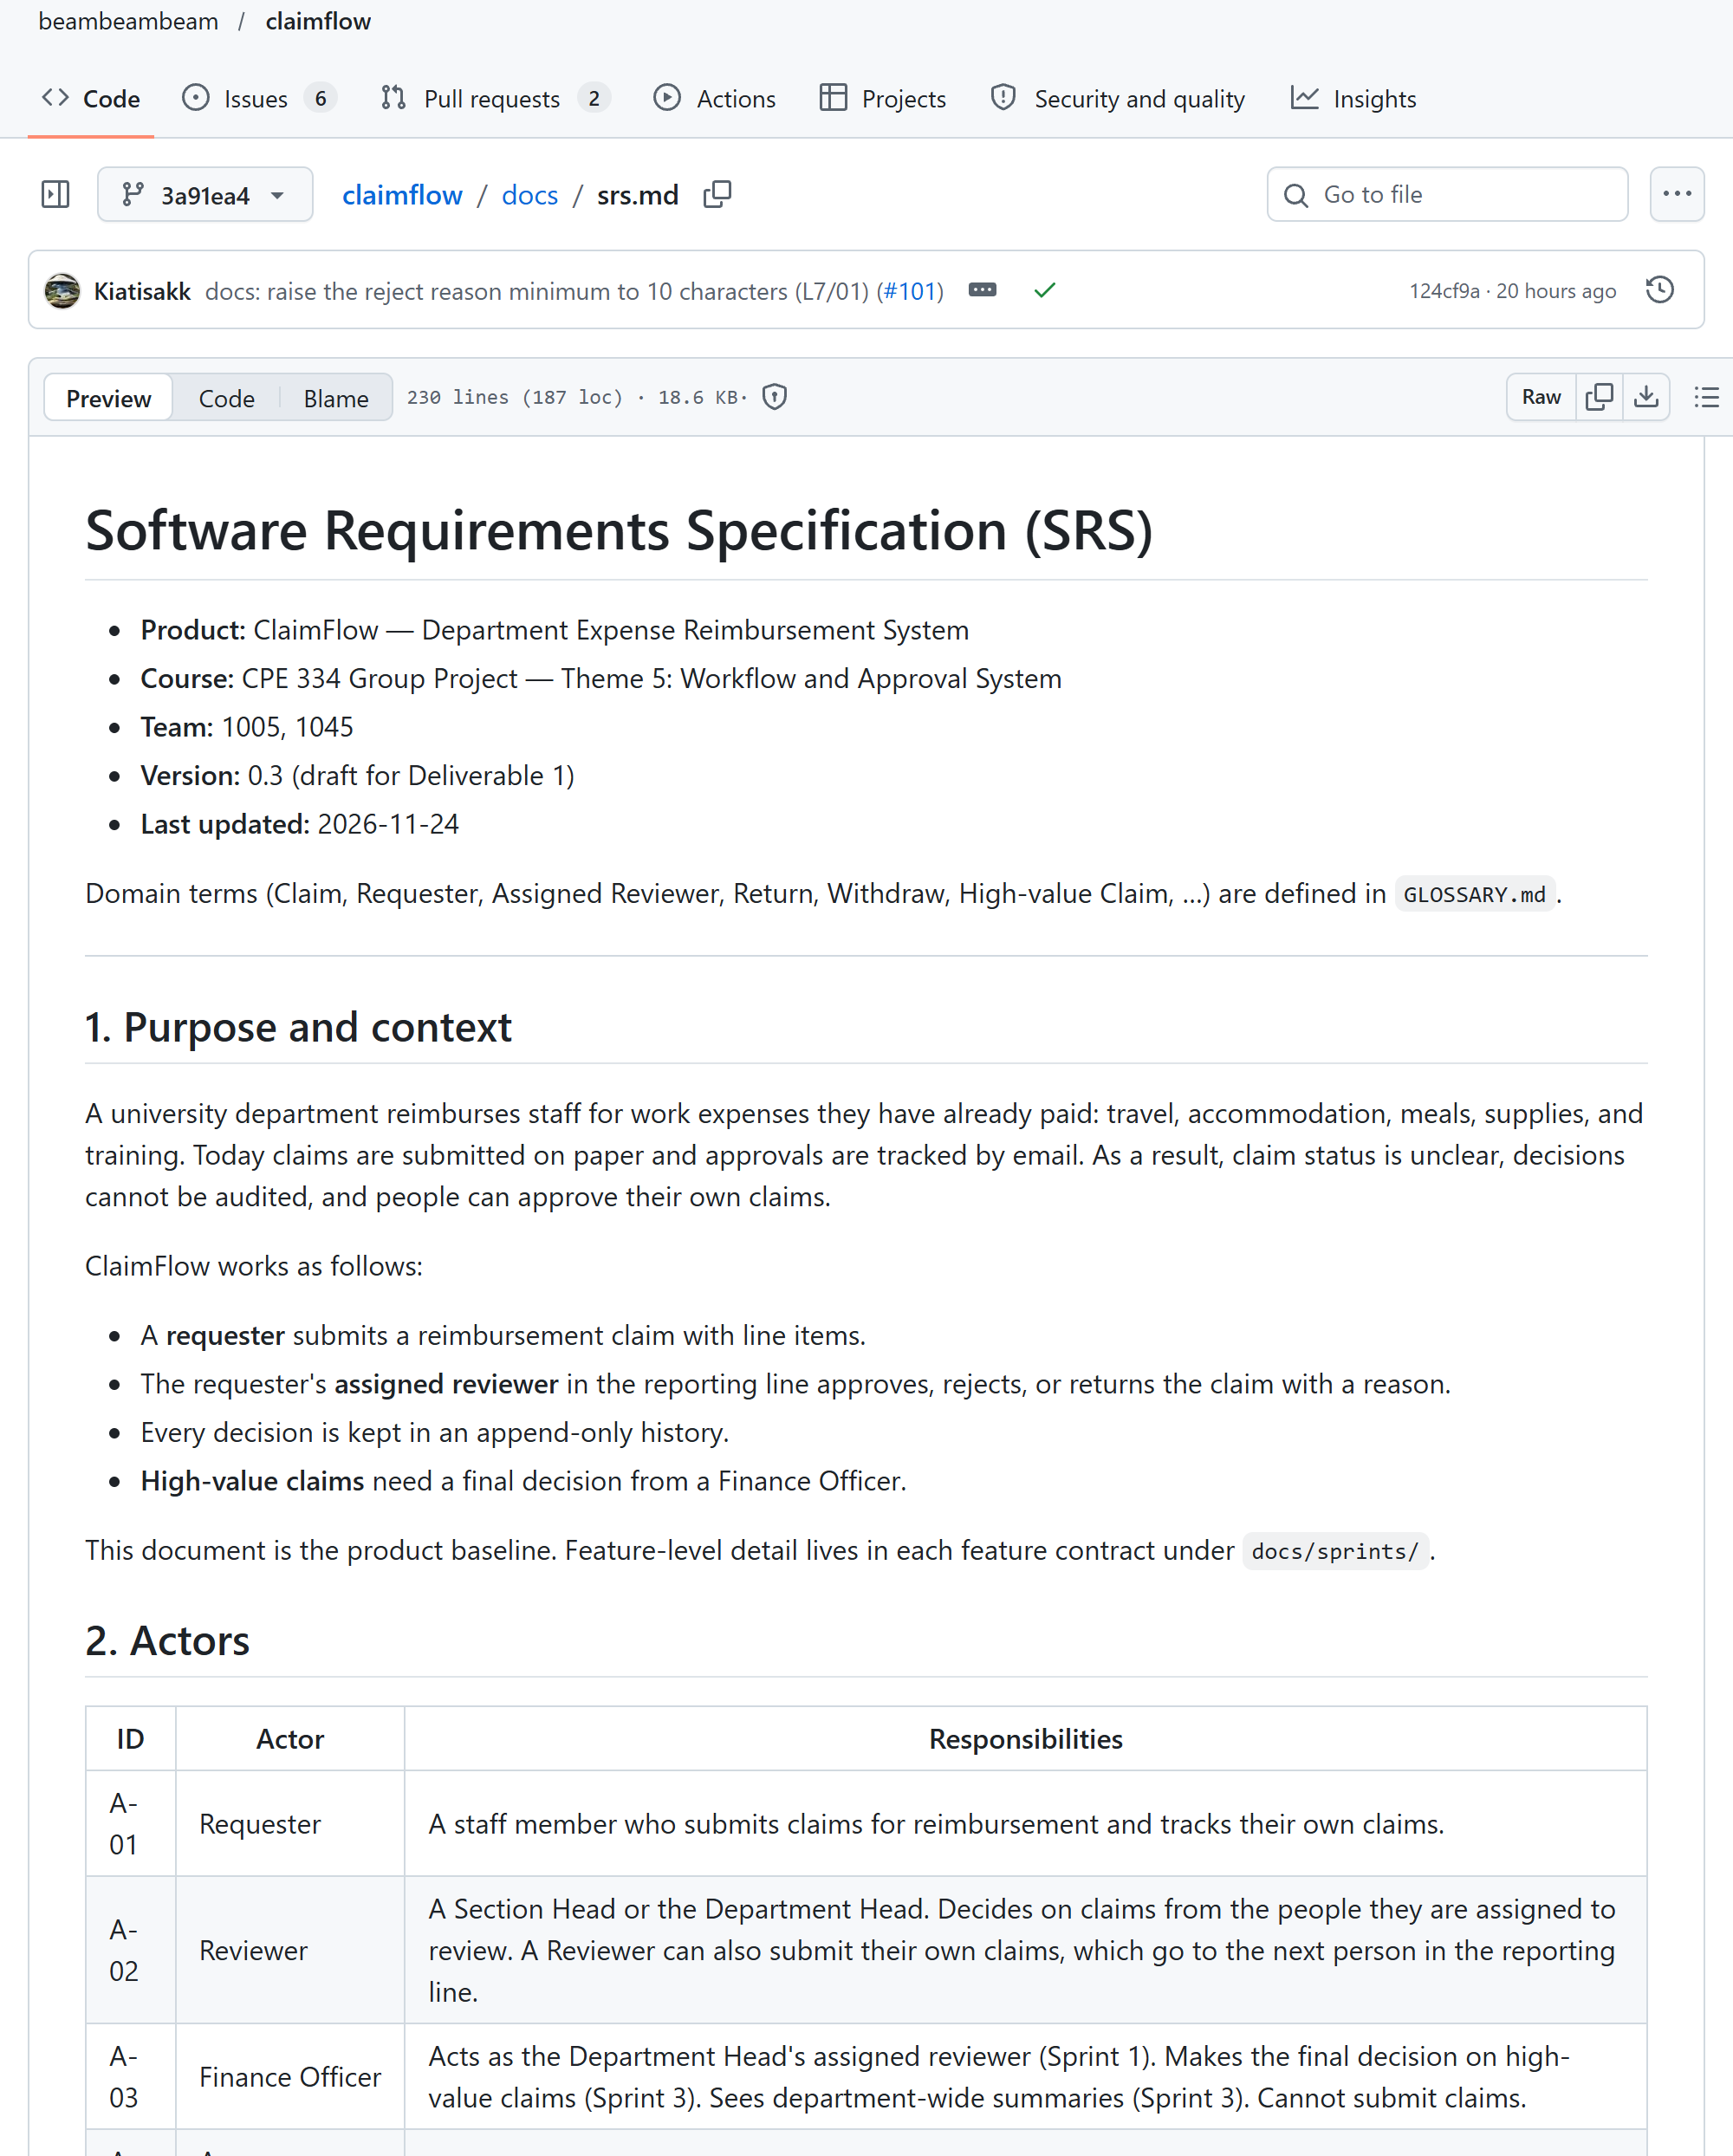 beambeambeam / claimflow
Code Issues 6 Pull requests 2 Actions Projects Security and quality Insights
3a91ea4 claimflow / docs / srs.md Go to file
Kiatisakk docs: raise the reject reason minimum to 10 characters (L7/01) (#101) 124cf9a · 20 hours ago
Preview Code Blame 230 lines (187 loc) · 18.6 KB· Raw
Software Requirements Specification (SRS)
• Product: ClaimFlow — Department Expense Reimbursement System
• Course: CPE 334 Group Project — Theme 5: Workflow and Approval System
• Team: 1005, 1045
• Version: 0.3 (draft for Deliverable 1)
• Last updated: 2026-11-24
Domain terms (Claim, Requester, Assigned Reviewer, Return, Withdraw, High-value Claim, ...) are defined in GLOSSARY.md.
1. Purpose and context
A university department reimburses staff for work expenses they have already paid: travel, accommodation, meals, supplies, and
training. Today claims are submitted on paper and approvals are tracked by email. As a result, claim status is unclear, decisions
cannot be audited, and people can approve their own claims.
ClaimFlow works as follows:
• A requester submits a reimbursement claim with line items.
• The requester's assigned reviewer in the reporting line approves, rejects, or returns the claim with a reason.
• Every decision is kept in an append-only history.
• High-value claims need a final decision from a Finance Officer.
This document is the product baseline. Feature-level detail lives in each feature contract under docs/sprints/.
2. Actors
ID Actor Responsibilities
A-
01
Requester
A staff member who submits claims for reimbursement and tracks their own claims.
A-
02
Reviewer
A Section Head or the Department Head. Decides on claims from the people they are assigned to
review. A Reviewer can also submit their own claims, which go to the next person in the reporting
line.
A-
03
Finance Officer
Acts as the Department Head's assigned reviewer (Sprint 1). Makes the final decision on high-
value claims (Sprint 3). Sees department-wide summaries (Sprint 3). Cannot submit claims.